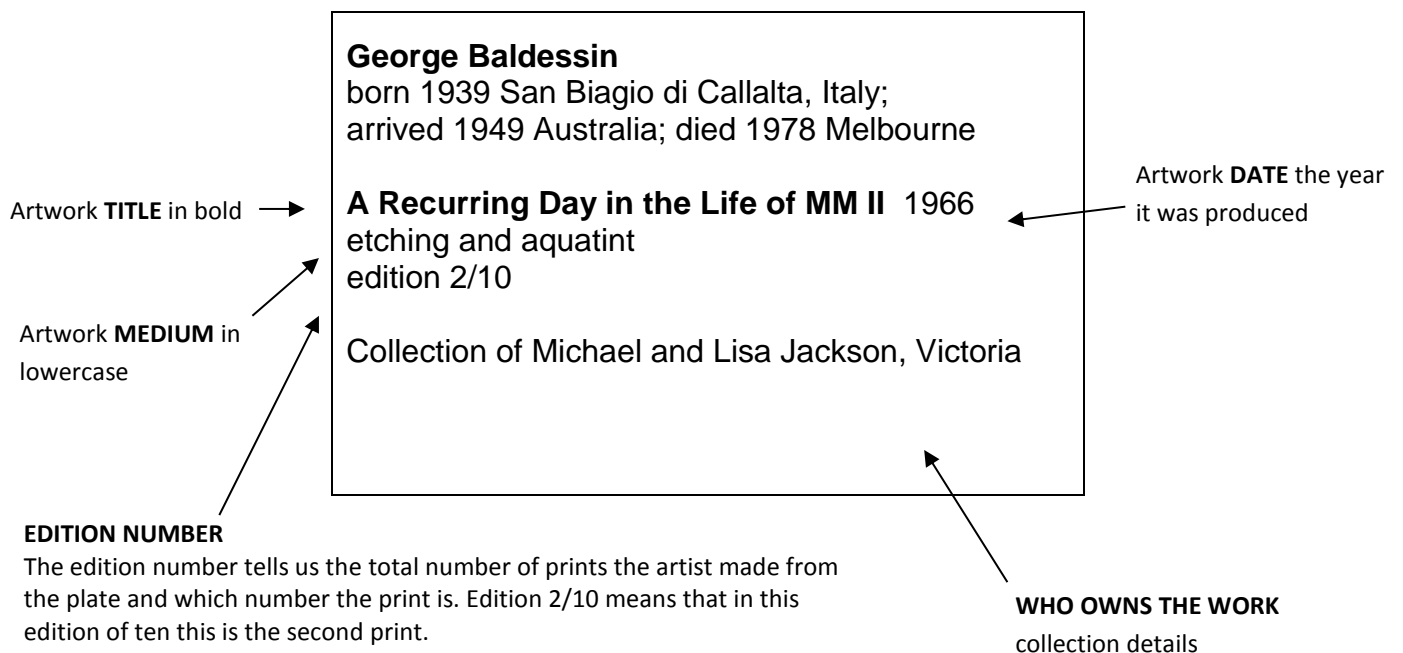 George Baldessin
born 1939 San Biagio di Callalta, Italy;
arrived 1949 Australia; died 1978 Melbourne
Artwork TITLE in bold
A Recurring Day in the Life of MM II 1966
etching and aquatint
edition 2/10
Artwork DATE the year
it was produced
Artwork MEDIUM in
lowercase
Collection of Michael and Lisa Jackson, Victoria
EDITION NUMBER
The edition number tells us the total number of prints the artist made from
the plate and which number the print is. Edition 2/10 means that in this
edition of ten this is the second print.
WHO OWNS THE WORK
collection details